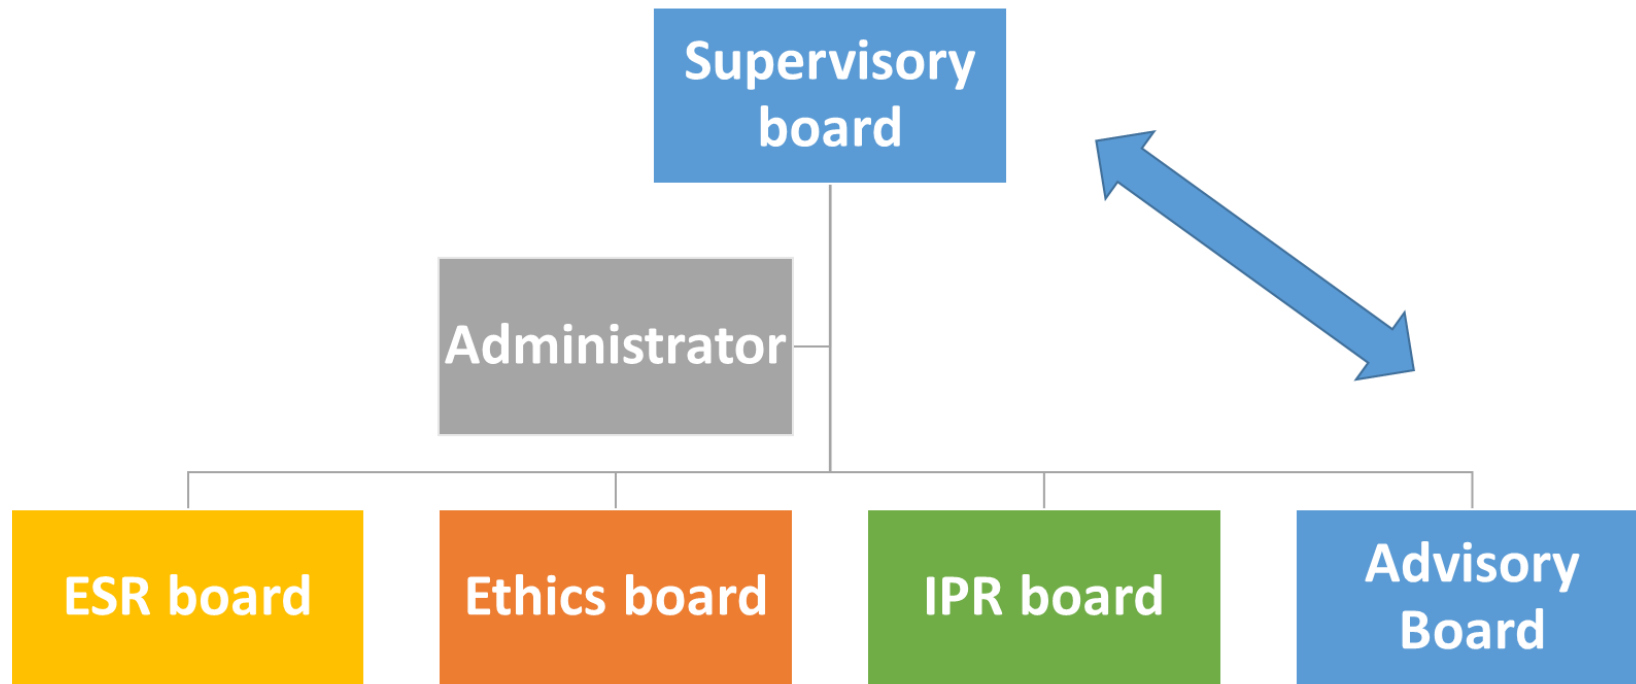 Supervisory
board
Administrator
ESR board
Ethics board
IPR board
Advisory
Board